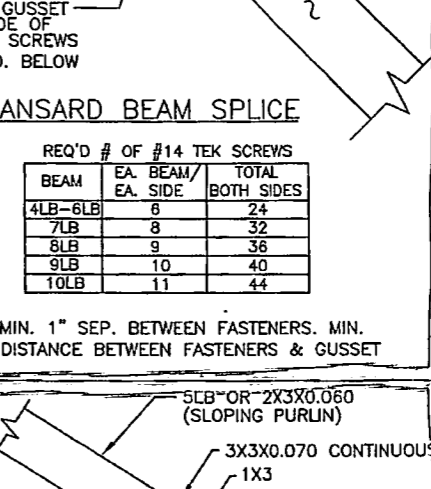 GUSSET
DE OF
SCREWS
D. BELOW
ANSARD BEAM SPLICE
REQ'D # OF #14 TEK SCREWS
BEAM EA. BEAM/ EA. SIDE TOTAL BOTH SIDES
4LB-6LB 6 24
7LB 8 32
8LB 9 36
9LB 10 40
10LB 11 44
MIN. 1" SEP. BETWEEN FASTENERS. MIN.
DISTANCE BETWEEN FASTENERS & GUSSET
5LB OR 2X3X0.060
(SLOPING PURLIN)
3X3X0.070 CONTINUOUS
1X3